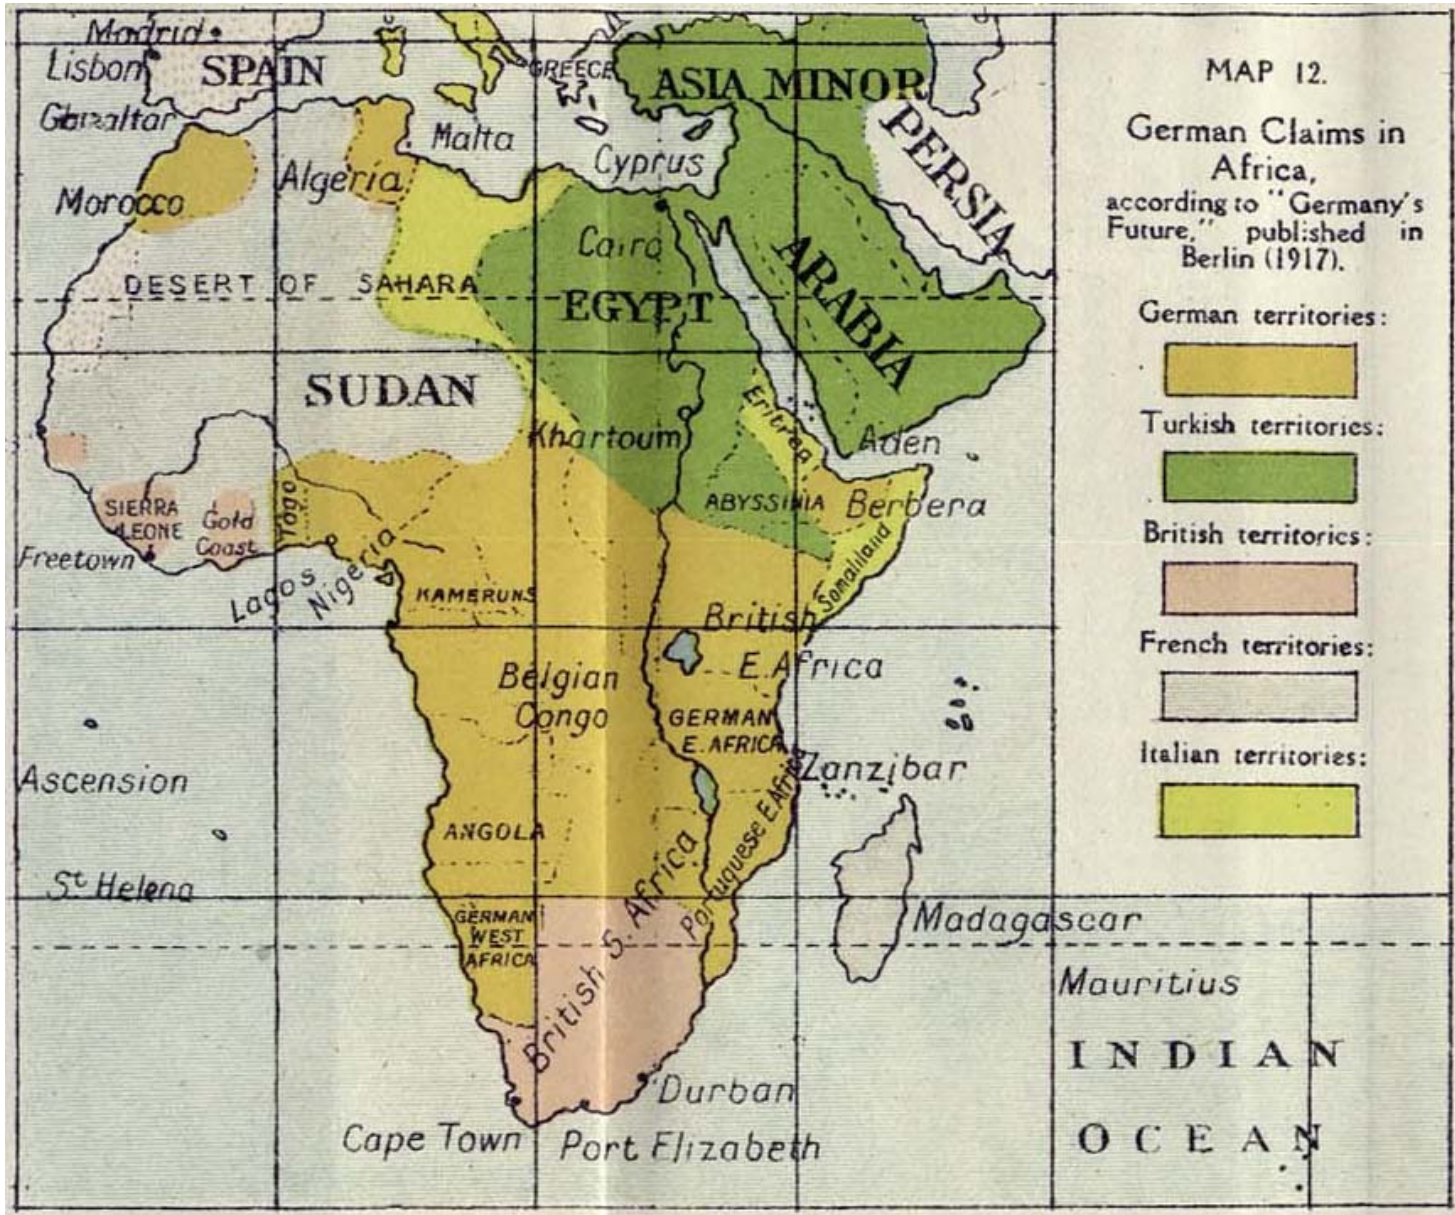 Madrid
Lisbon
SPAIN
Gibraltar
GREECE
ASIA MINOR
Malta
Cyprus
PERSIA
Morocco
Algeria
Cairo
ARABIA
DESERT OF SAHARA
EGYPT
SUDAN
Khartoum
Eritrea
Aden
SIERRA
LEONE
Gold
Coast
Togo
ABYSSINIA
Berbera
Freetown
Lagos
Nigeria
Somaliland
KAMERUNS
British
E. Africa
Belgian
Congo
GERMAN
E. AFRICA
Zanzibar
Ascension
ANGOLA
Portuguese E. Africa
St Helena
GERMAN
WEST
AFRICA
British S. Africa
Madagascar
Mauritius
INDIAN
OCEAN
Durban
Cape Town
Port Elizabeth
MAP 12.
German Claims in
Africa,
according to "Germany's
Future," published in
Berlin (1917).
German territories:
Turkish territories:
British territories:
French territories:
Italian territories: